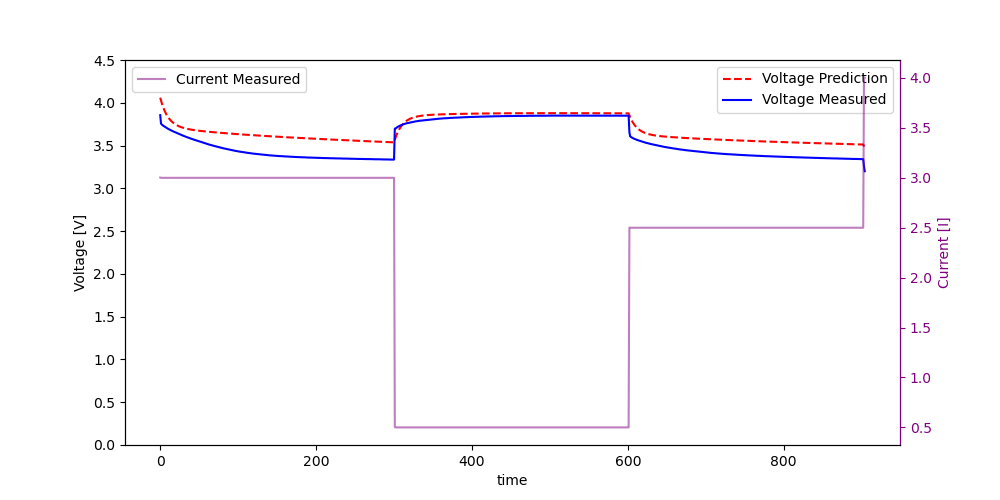 Current Measured
Voltage Prediction
Voltage Measured
4.5
4.0
3.5
3.0
2.5
2.0
1.5
1.0
0.5
0.0
Voltage [V]
4.0
3.5
3.0
2.5
2.0
1.5
1.0
0.5
Current [I]
0 200 400 600 800
time